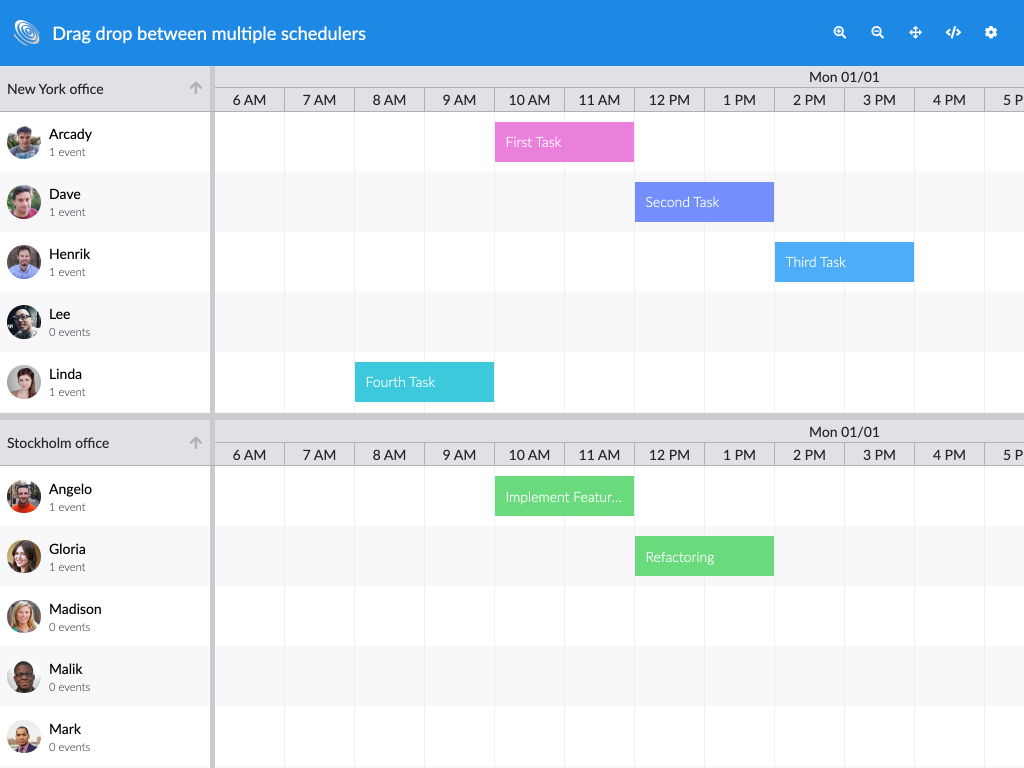 Drag drop between multiple schedulers
New York office
Mon 01/01
6 AM 7 AM 8 AM 9 AM 10 AM 11 AM 12 PM 1 PM 2 PM 3 PM 4 PM 5 P
Arcady
1 event
First Task
Dave
1 event
Second Task
Henrik
1 event
Third Task
Lee
0 events
Linda
1 event
Fourth Task
Stockholm office
Mon 01/01
6 AM 7 AM 8 AM 9 AM 10 AM 11 AM 12 PM 1 PM 2 PM 3 PM 4 PM 5 P
Angelo
1 event
Implement Featur...
Gloria
1 event
Refactoring
Madison
0 events
Malik
0 events
Mark
0 events